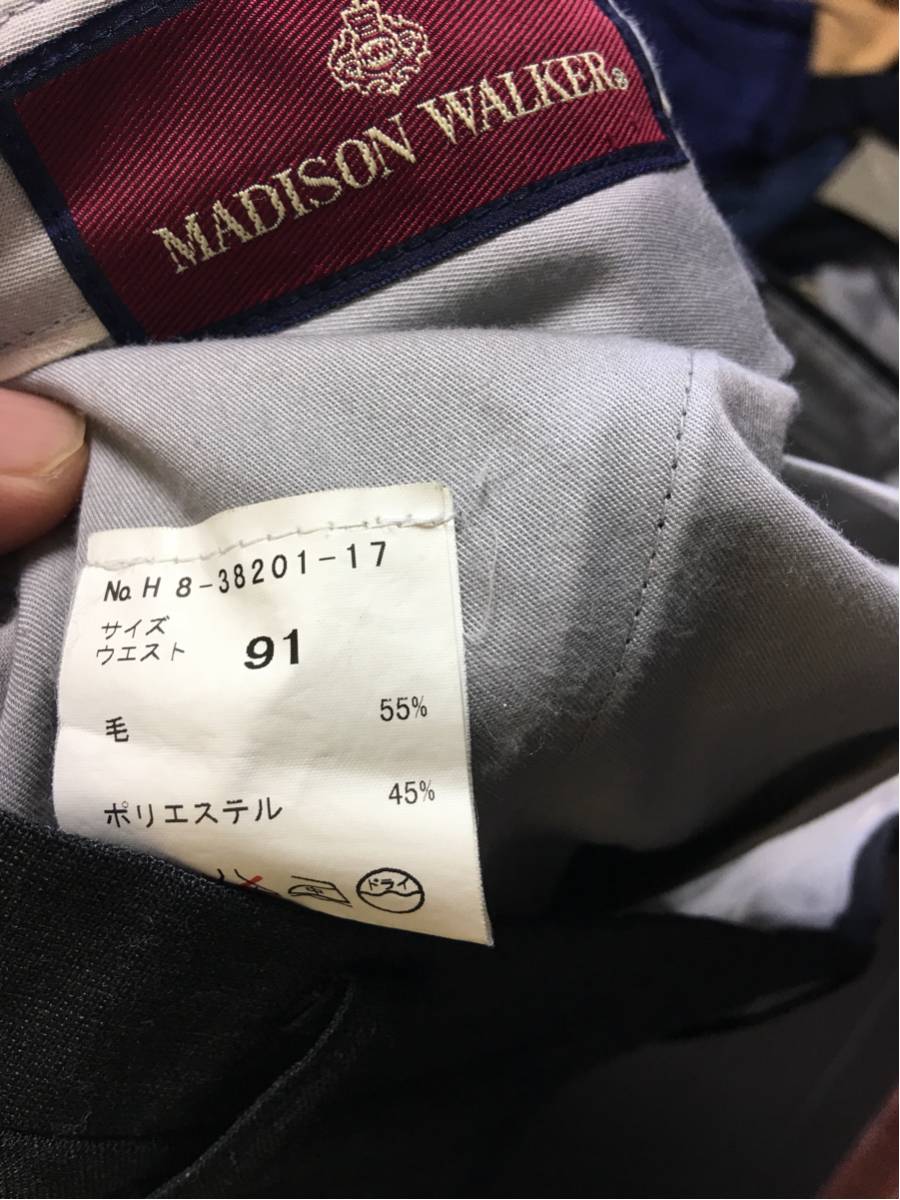 MADISON WALKER®
No. H 8-38201-17
サイズ
ウエスト 91
毛 55%
ポリエステル 45%
中 ドライ